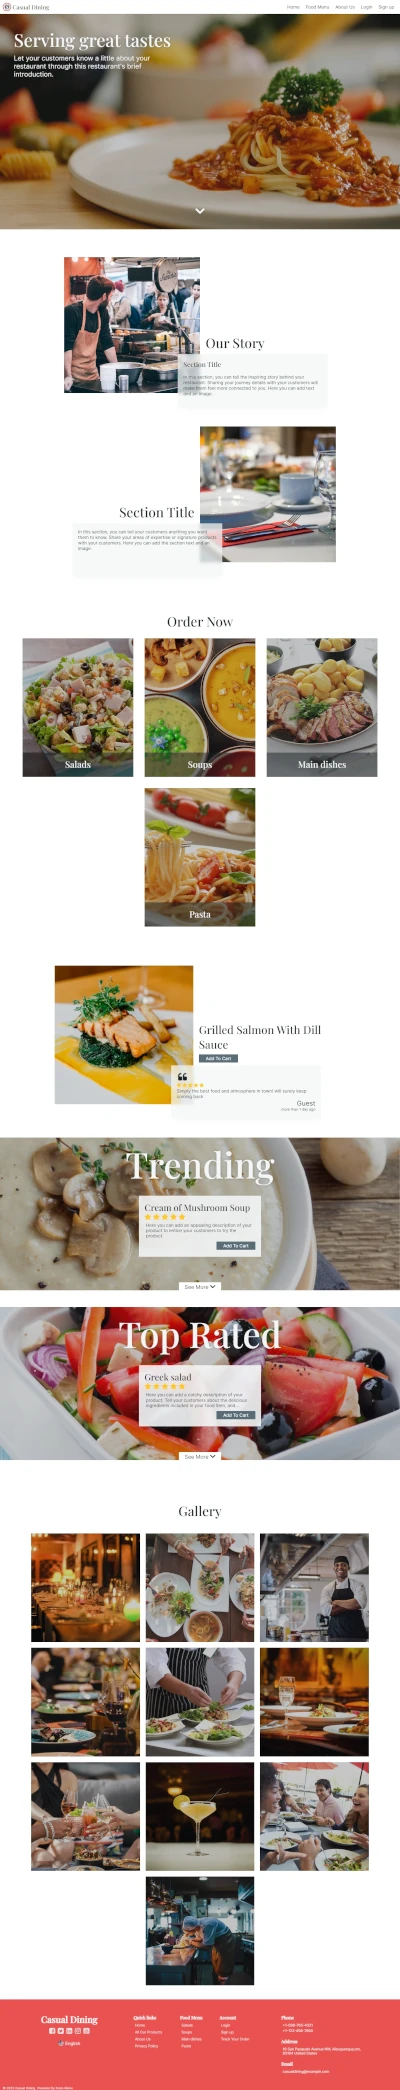 Casual Dining
Home Food Menu About Us Login Sign up
Serving great tastes
Let your customers know a little about your
restaurant through this restaurant's brief
introduction.
Our Story
Section Title
In this section, you can tell the inspiring story behind your
restaurant. Sharing your journey details with your customers will
make them feel more connected to you. Here you can add text
and an image.
Section Title
In this section, you can tell your customers anything you want
them to know. Share your areas of expertise or signature products
with your customers. Here you can add the section text and an
image.
Order Now
Salads
Soups
Main dishes
Pasta
Grilled Salmon With Dill
Sauce
Add To Cart
Simply the best food and atmosphere in town will surely keep
coming back
Guest
more than 1 day ago
Trending
Cream of Mushroom Soup
Here you can add an appealing description of your
product to entice your customers to try the
product.
Add To Cart
See More
Top Rated
Greek salad
Here you can add a catchy description of your
product. Tell your customers about the delicious
ingredients included in your food item, and...
Add To Cart
See More
Gallery
Casual Dining
English
Quick links
Home
All Our Products
About Us
Privacy Policy
Food Menu
Salads
Soups
Main dishes
Pasta
Account
Login
Sign up
Track Your Order
Phone
Address
Email